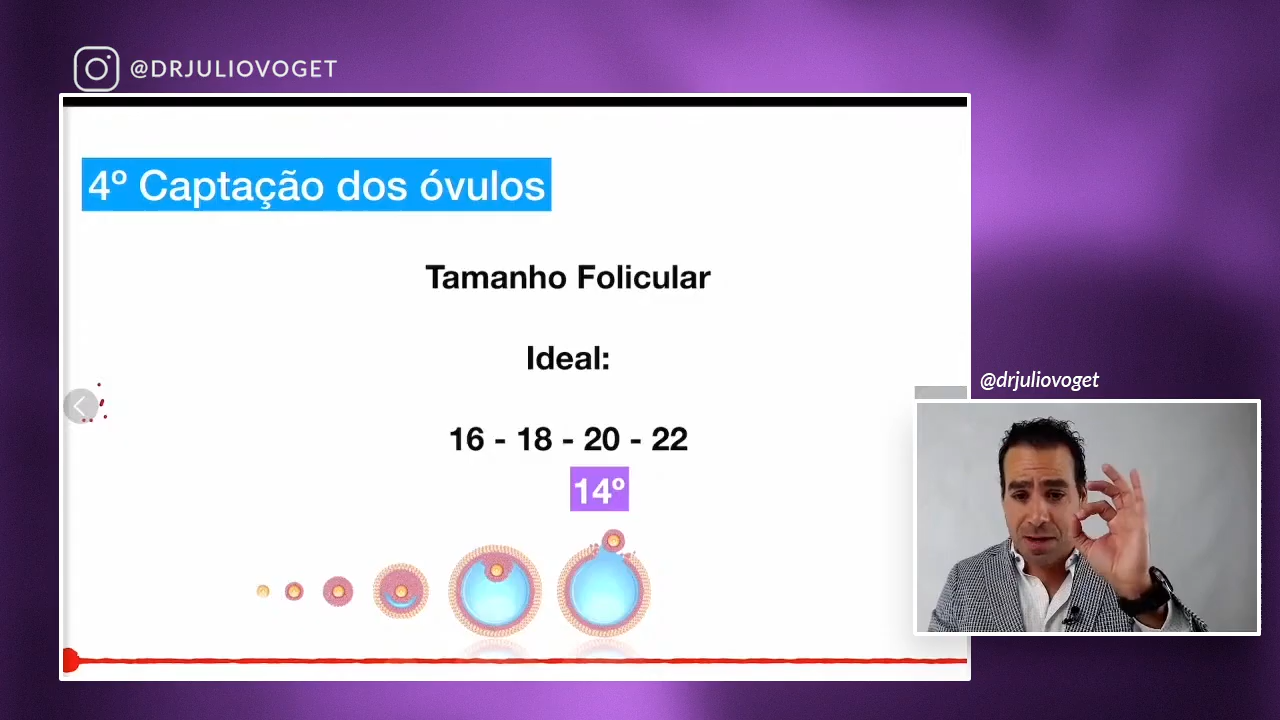 @DRJULIOVOGET
4º Captação dos óvulos
Tamanho Folicular
Ideal:
16 - 18 - 20 - 22
14º
@drjuliovoget